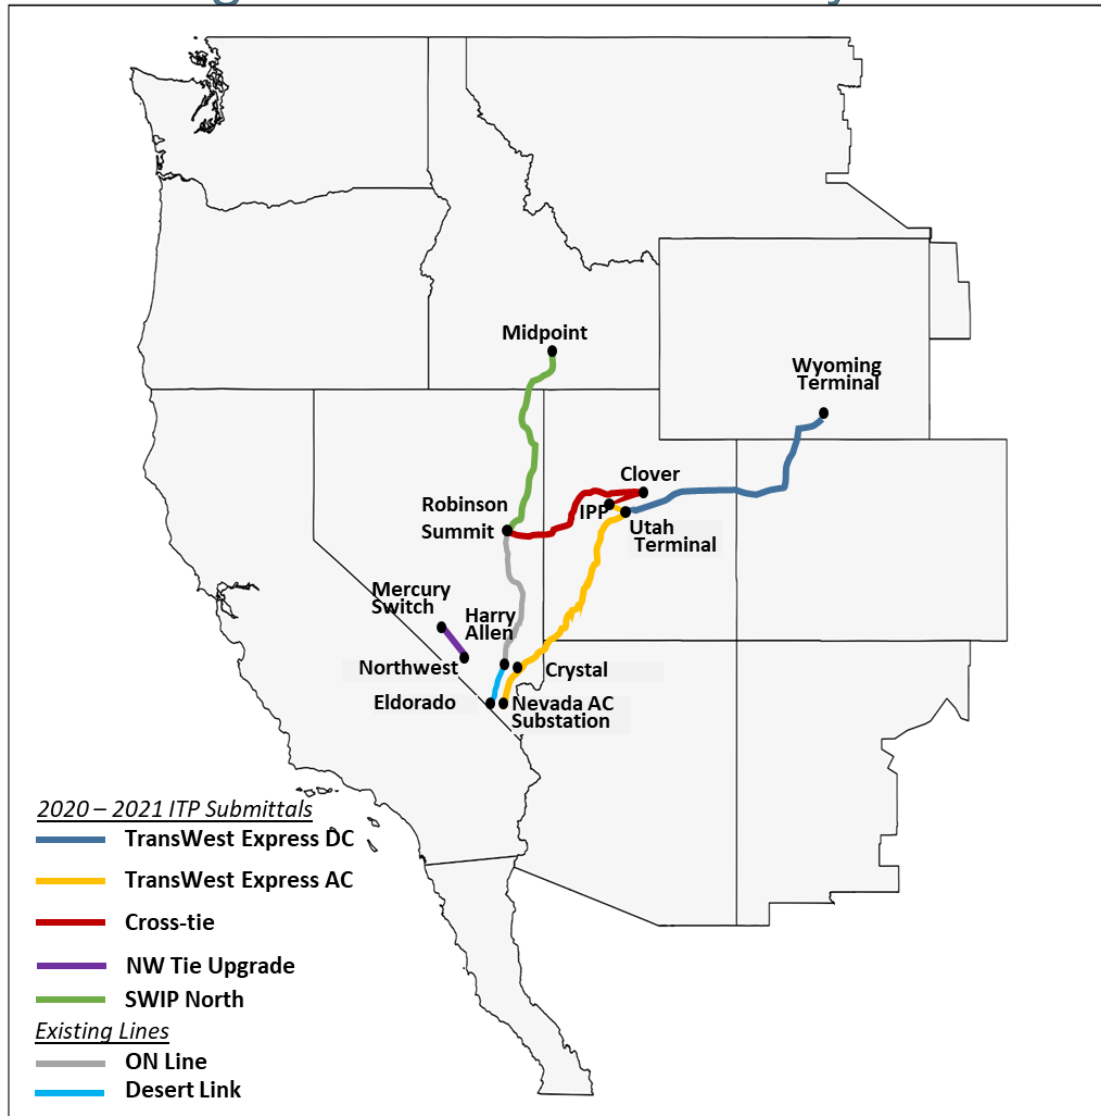 Midpoint
Wyoming
Terminal
Clover
Robinson
Summit
IPP
Utah
Terminal
Mercury
Switch
Harry
Allen
Northwest
Crystal
Eldorado
Nevada AC
Substation
2020 – 2021 ITP Submittals
TransWest Express DC
TransWest Express AC
Cross-tie
NW Tie Upgrade
SWIP North
Existing Lines
ON Line
Desert Link